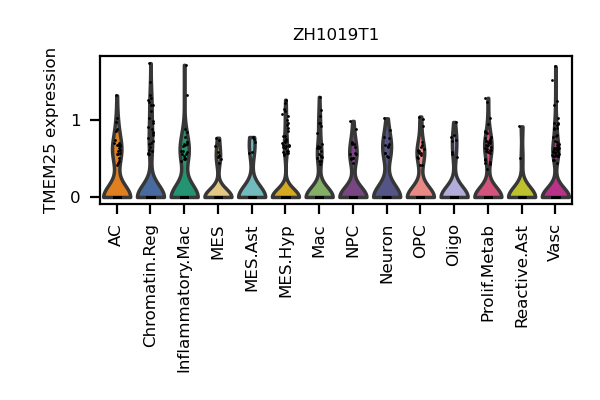 ZH1019T1
TMEM25 expression
1
0
AC
Chromatin.Reg
Inflammatory.Mac
MES
MES.Ast
MES.Hyp
Mac
NPC
Neuron
OPC
Oligo
Prolif.Metab
Reactive.Ast
Vasc